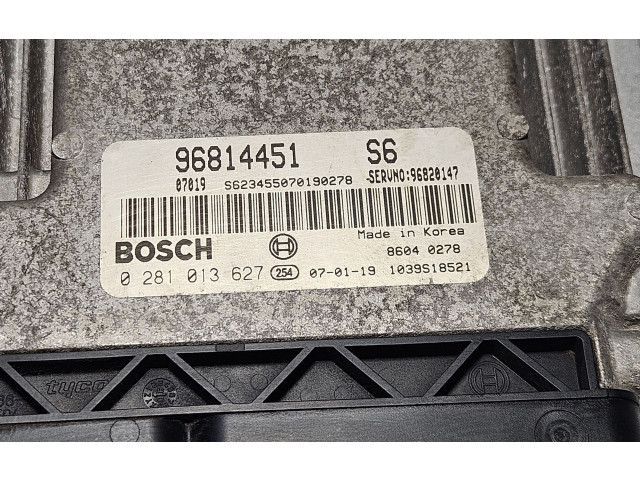 96814451 S6
07019 S623455070190278 SERVNO:96820147
Made in Korea
BOSCH 8604 0278
0 281 013 627 254 07-01-19 1039S18521
tyco